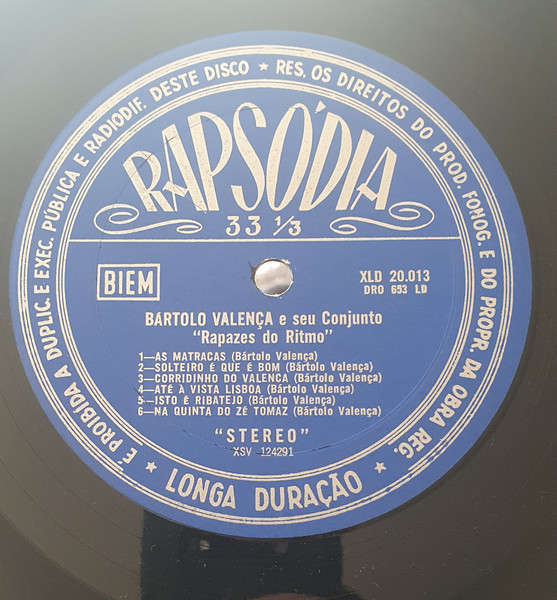 É PROIBIDA A DUPLIC. E EXEC. PÚBLICA E RADIODIF. DESTE DISCO ★ RES. OS DIREITOS DO PROD. FONOG. E DO PROPR. DA OBRA REG.
RAPSÓDIA
33 1/3
BIEM
XLD 20.013
DRO 653 LD
BÁRTOLO VALENÇA e seu Conjunto
"Rapazes do Ritmo"
1—AS MATRACAS (Bártolo Valença)
2—SOLTEIRO É QUE É BOM (Bártolo Valença)
3—CORRIDINHO DO VALENCA (Bártolo Valença)
4—ATÉ À VISTA LISBOA (Bártolo Valença)
5—ISTO É RIBATEJO (Bártolo Valença)
6—NA QUINTA DO ZÉ TOMAZ (Bártolo Valença)
"STEREO"
XSV 124291
★ LONGA DURAÇÃO ★